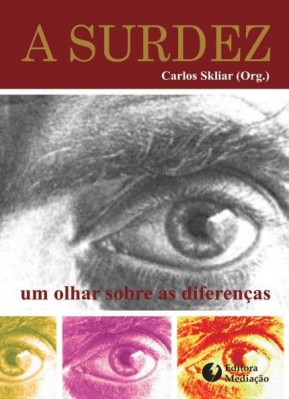 A SURDEZ
Carlos Skliar (Org.)
um olhar sobre as diferenças
Editora
Mediação